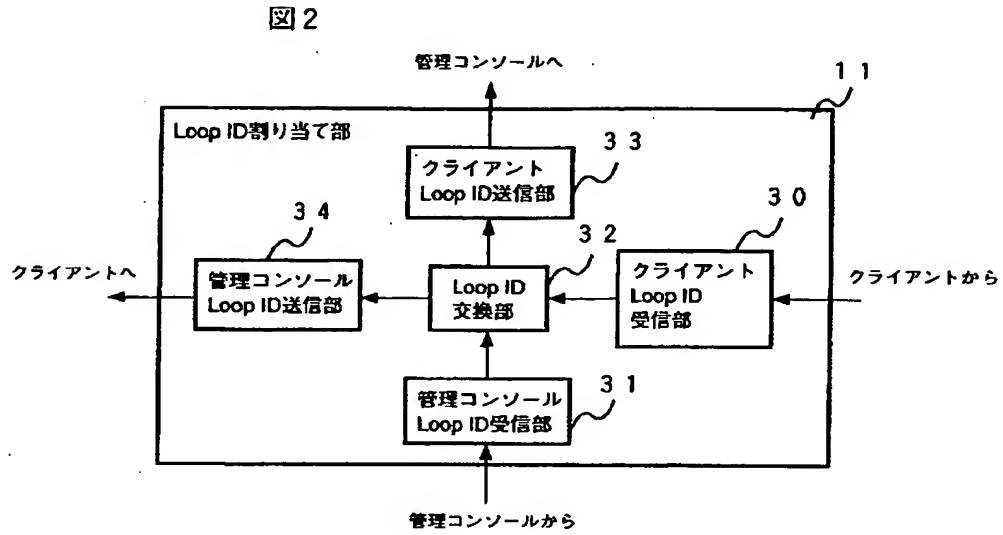 図2
管理コンソールへ
11
Loop ID割り当て部
33
クライアント
Loop ID送信部
34
30
32
クライアントへ
管理コンソール
Loop ID送信部
Loop ID
交換部
クライアント
Loop ID
受信部
クライアントから
31
管理コンソール
Loop ID受信部
管理コンソールから